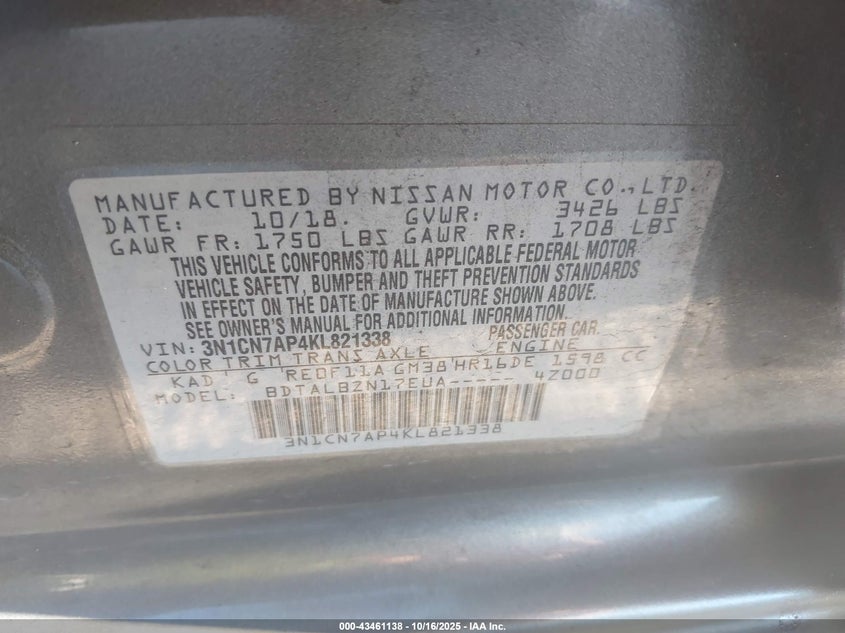 MANUFACTURED BY NISSAN MOTOR CO.,LTD.
DATE: 10/18. GVWR: 3426 LBS
GAWR FR: 1750 LBS GAWR RR: 1708 LBS
THIS VEHICLE CONFORMS TO ALL APPLICABLE FEDERAL MOTOR
VEHICLE SAFETY, BUMPER AND THEFT PREVENTION STANDARDS
IN EFFECT ON THE DATE OF MANUFACTURE SHOWN ABOVE.
SEE OWNER'S MANUAL FOR ADDITIONAL INFORMATION.
VIN: 3N1CN7AP4KL821338 PASSENGER CAR.
COLOR TRIM TRANS AXLE ENGINE
KAD G RE0F11A GM38 HR16DE 1598 CC
MODEL: BDTALBZN17EUA----- 4Z000
3N1CN7AP4KL821338
000-43461138 - 10/16/2025 - IAA Inc.